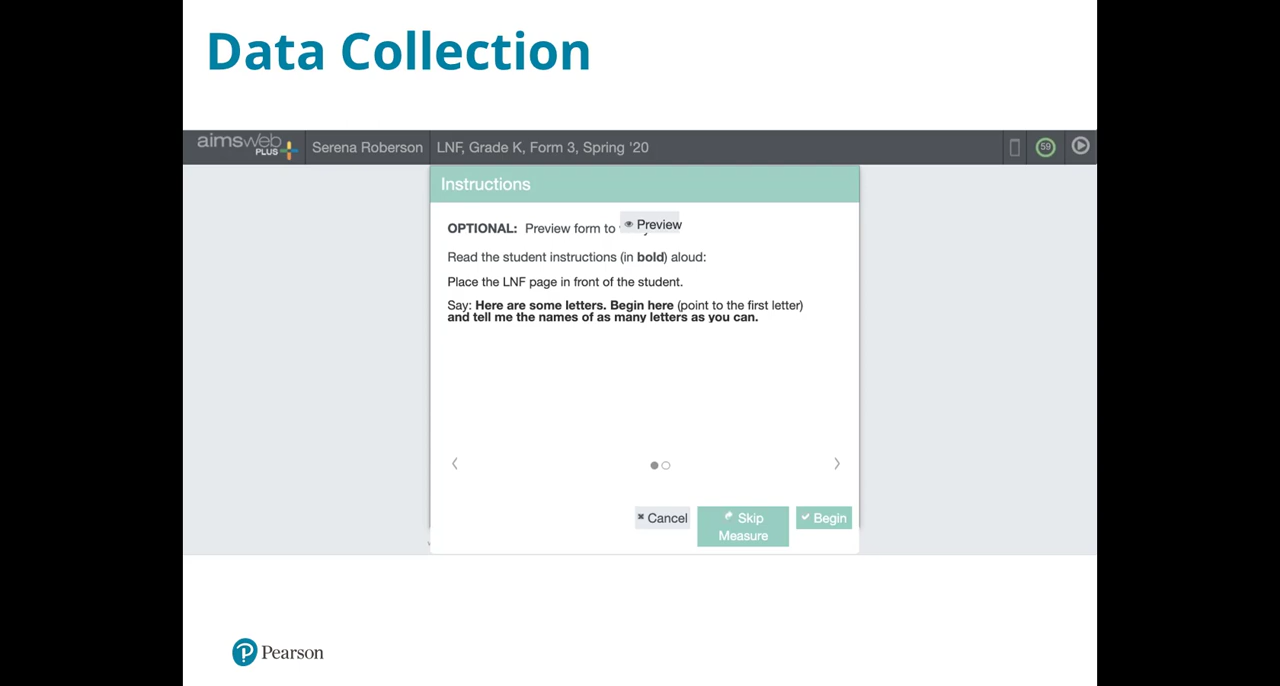 Data Collection
aimsweb PLUS Serena Roberson LNF, Grade K, Form 3, Spring '20 59
Instructions
OPTIONAL: Preview form to Preview
Read the student instructions (in bold) aloud:
Place the LNF page in front of the student.
Say: Here are some letters. Begin here (point to the first letter)
and tell me the names of as many letters as you can.
Cancel Skip Measure Begin
Pearson